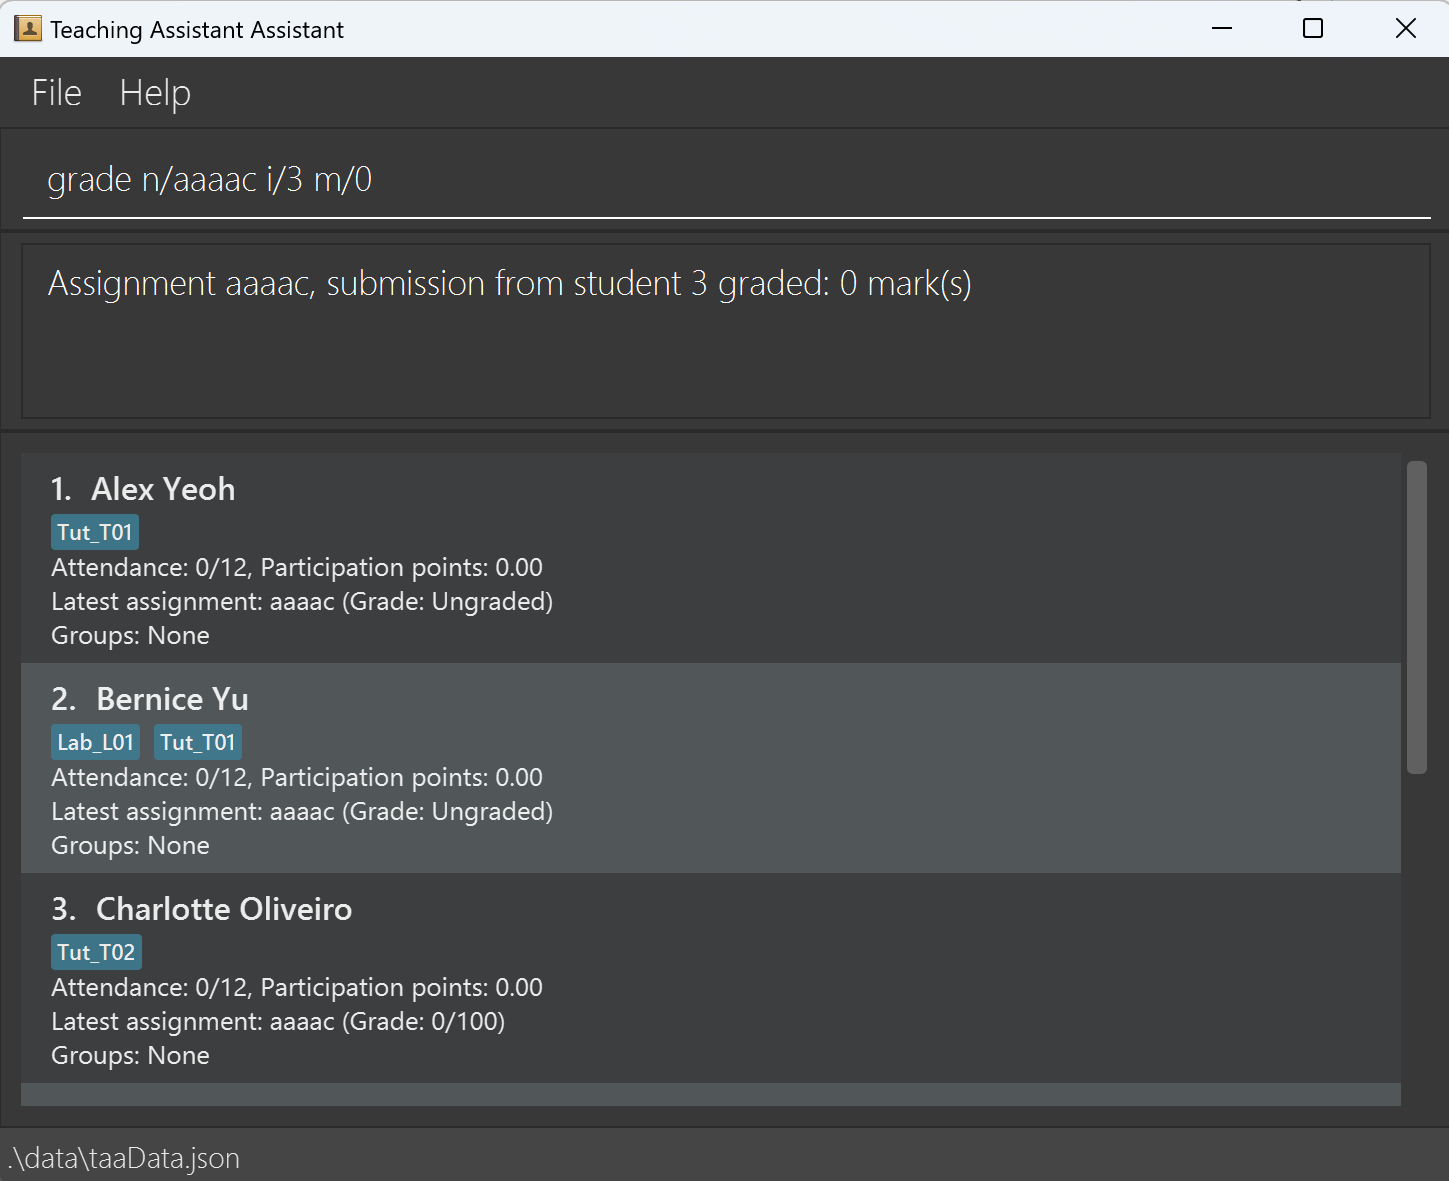 Teaching Assistant Assistant
File Help
grade n/aaaac i/3 m/0
Assignment aaaac, submission from student 3 graded: 0 mark(s)
1. Alex Yeoh
Tut_T01
Attendance: 0/12, Participation points: 0.00
Latest assignment: aaaac (Grade: Ungraded)
Groups: None
2. Bernice Yu
Lab_L01 Tut_T01
Attendance: 0/12, Participation points: 0.00
Latest assignment: aaaac (Grade: Ungraded)
Groups: None
3. Charlotte Oliveiro
Tut_T02
Attendance: 0/12, Participation points: 0.00
Latest assignment: aaaac (Grade: 0/100)
Groups: None
.\data\taaData.json